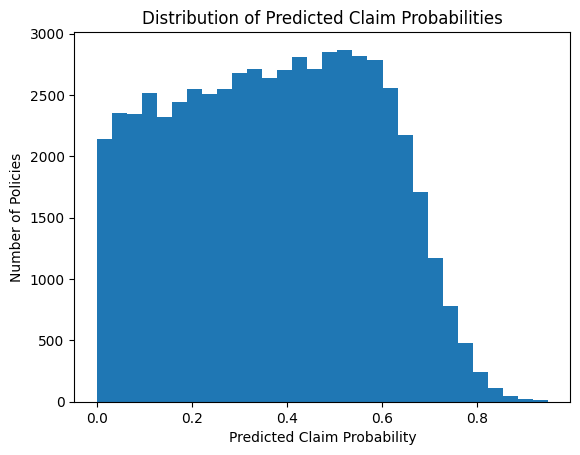 Distribution of Predicted Claim Probabilities
Number of Policies
3000
2500
2000
1500
1000
500
0
0.0 0.2 0.4 0.6 0.8
Predicted Claim Probability